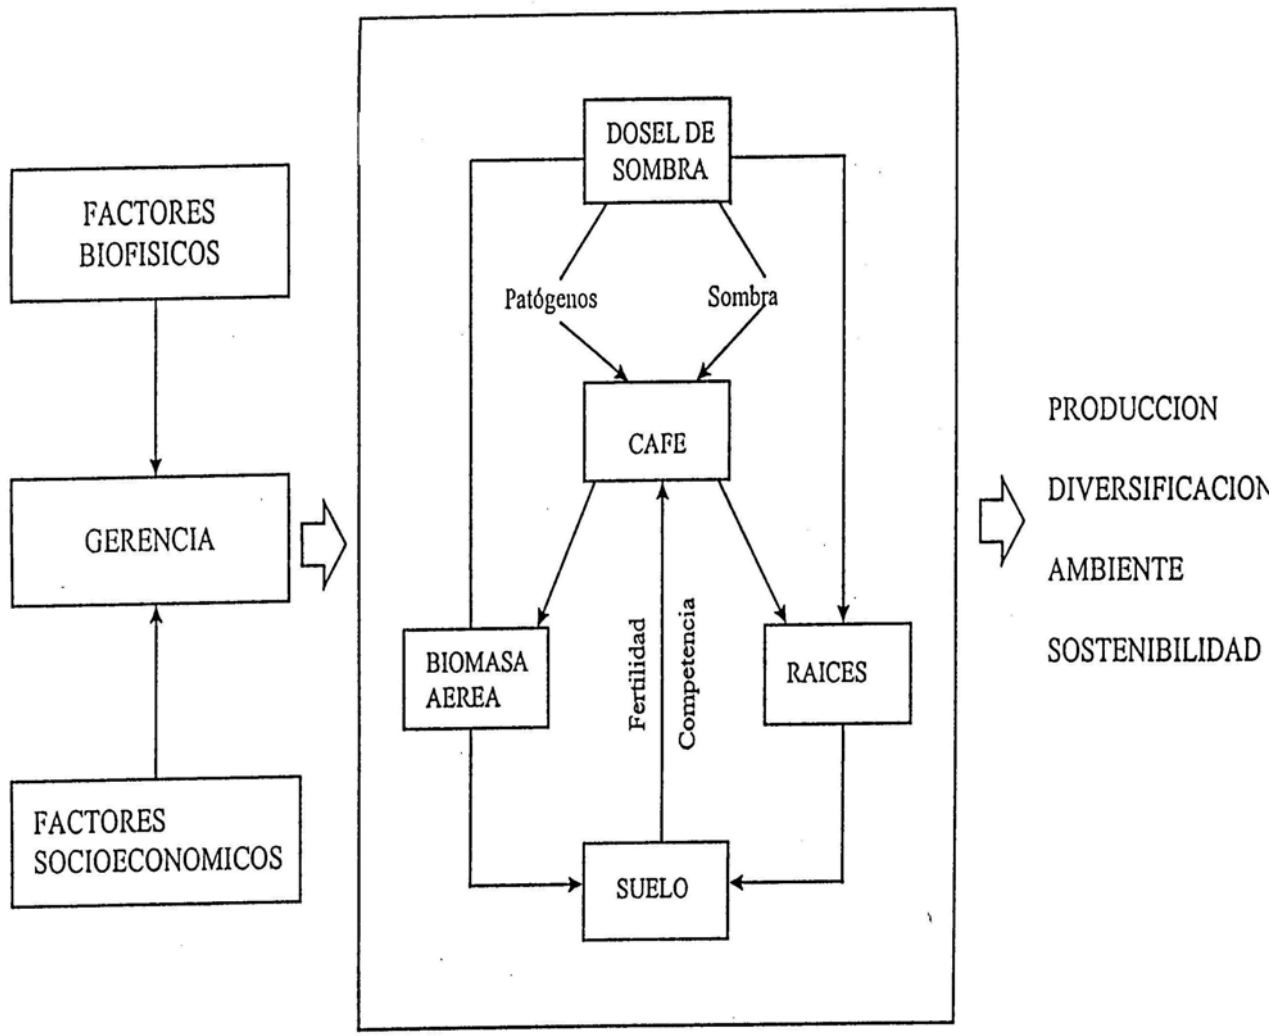 DOSEL DE
SOMBRA
FACTORES
BIOFISICOS
Patógenos
Sombra
CAFE
GERENCIA
PRODUCCION
DIVERSIFICACION
AMBIENTE
SOSTENIBILIDAD
Fertilidad
Competencia
BIOMASA
AEREA
RAICES
FACTORES
SOCIOECONOMICOS
SUELO